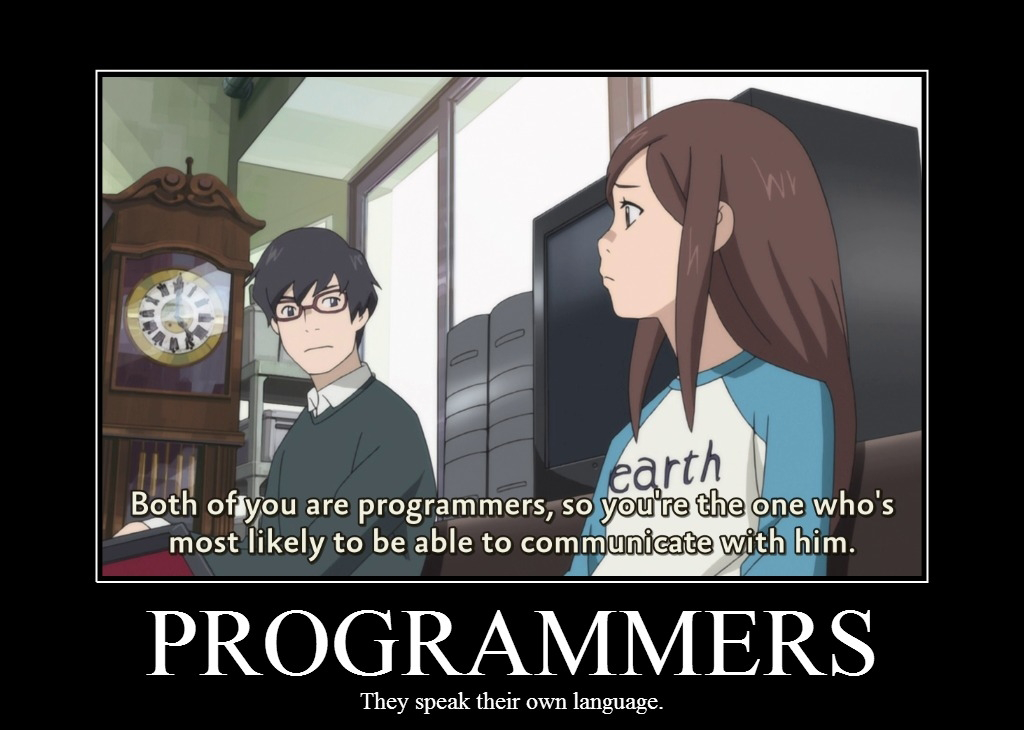 earth
Both of you are programmers, so you're the one who's
most likely to be able to communicate with him.
PROGRAMMERS
They speak their own language.